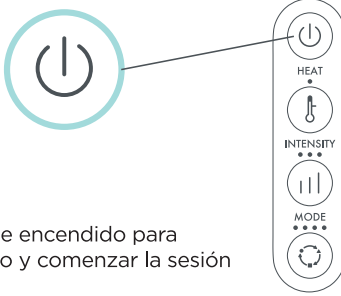 HEAT
INTENSITY
MODE
e encendido para
o y comenzar la sesión